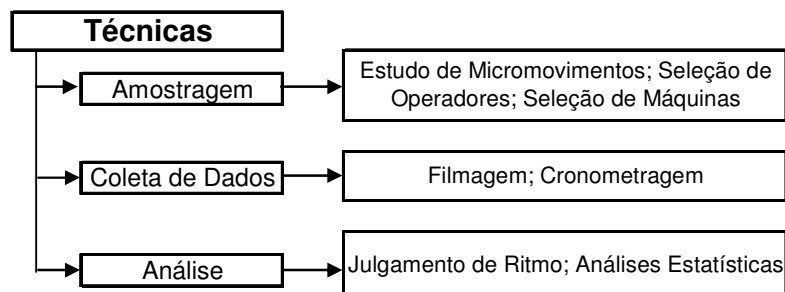 Técnicas
Amostragem
Estudo de Micromovimentos; Seleção de
Operadores; Seleção de Máquinas
Coleta de Dados
Filmagem; Cronometragem
Análise
Julgamento de Ritmo; Análises Estatísticas